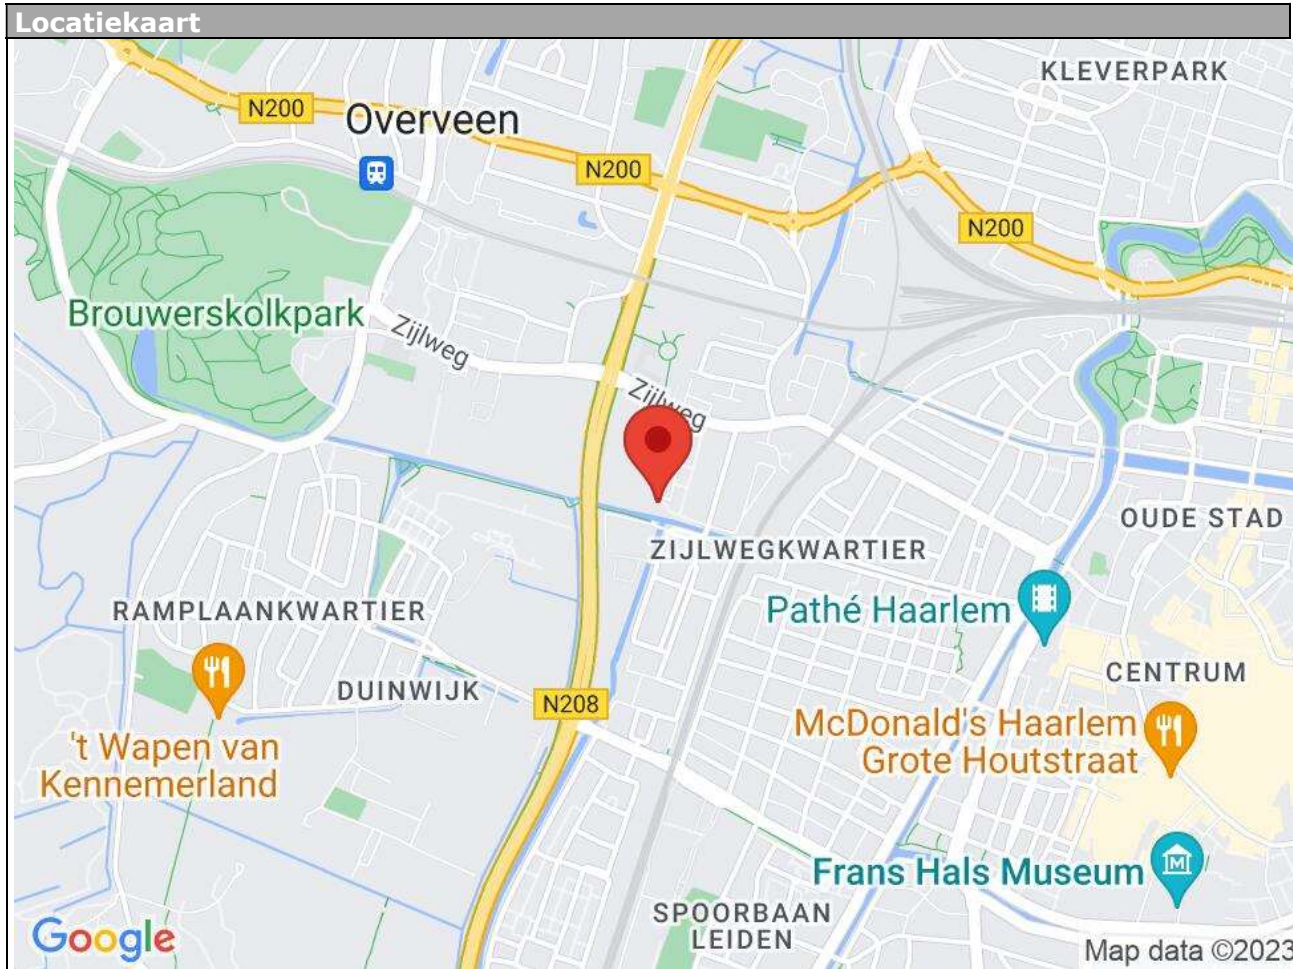 Locatiekaart
KLEVERPARK
N200
Overveen
N200
N200
Brouwerskolkpark
Zijlweg
Zijlweg
OUDE STAD
ZIJLWEGKWARTIER
Pathé Haarlem
RAMPLAANKWARTIER
CENTRUM
DUINWIJK
N208
McDonald's Haarlem
Grote Houtstraat
't Wapen van
Kennemerland
Frans Hals Museum
SPOORBAAN
LEIDEN
Google
Map data ©2023